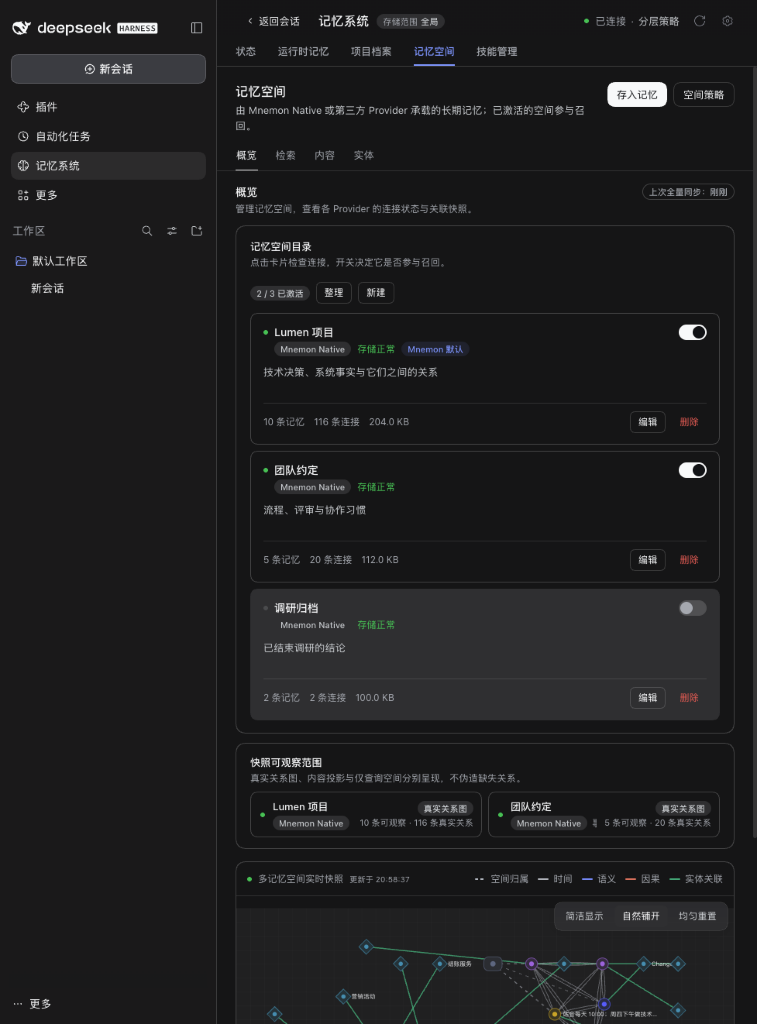 deepseek HARNESS
新会话
插件
自动化任务
记忆系统
更多
工作区
默认工作区
新会话
更多
返回会话 记忆系统 存储范围 全局
已连接 · 分层策略
状态 运行时记忆 项目档案 记忆空间 技能管理
记忆空间
由 Mnemon Native 或第三方 Provider 承载的长期记忆；已激活的空间参与召
回。
存入记忆 空间策略
概览 检索 内容 实体
概览
管理记忆空间，查看各 Provider 的连接状态与关联快照。
上次全量同步：刚刚
记忆空间目录
点击卡片检查连接，开关决定它是否参与召回。
2 / 3 已激活 整理 新建
Lumen 项目
Mnemon Native 存储正常 Mnemon 默认
技术决策、系统事实与它们之间的关系
10 条记忆 116 条连接 204.0 KB 编辑 删除
团队约定
Mnemon Native 存储正常
流程、评审与协作习惯
5 条记忆 20 条连接 112.0 KB 编辑 删除
调研归档
Mnemon Native 存储正常
已结束调研的结论
2 条记忆 2 条连接 100.0 KB 编辑 删除
快照可观察范围
真实关系图、内容投影与仅查询空间分别呈现，不伪造缺失关系。
Lumen 项目 真实关系图
Mnemon Native 10 条可观察 · 116 条真实关系
团队约定 真实关系图
Mnemon Native 5 条可观察 · 20 条真实关系
多记忆空间实时快照 更新于 20:58:37
空间归属 时间 语义 因果 实体关联
简洁显示 自然铺开 均匀重置
营销活动